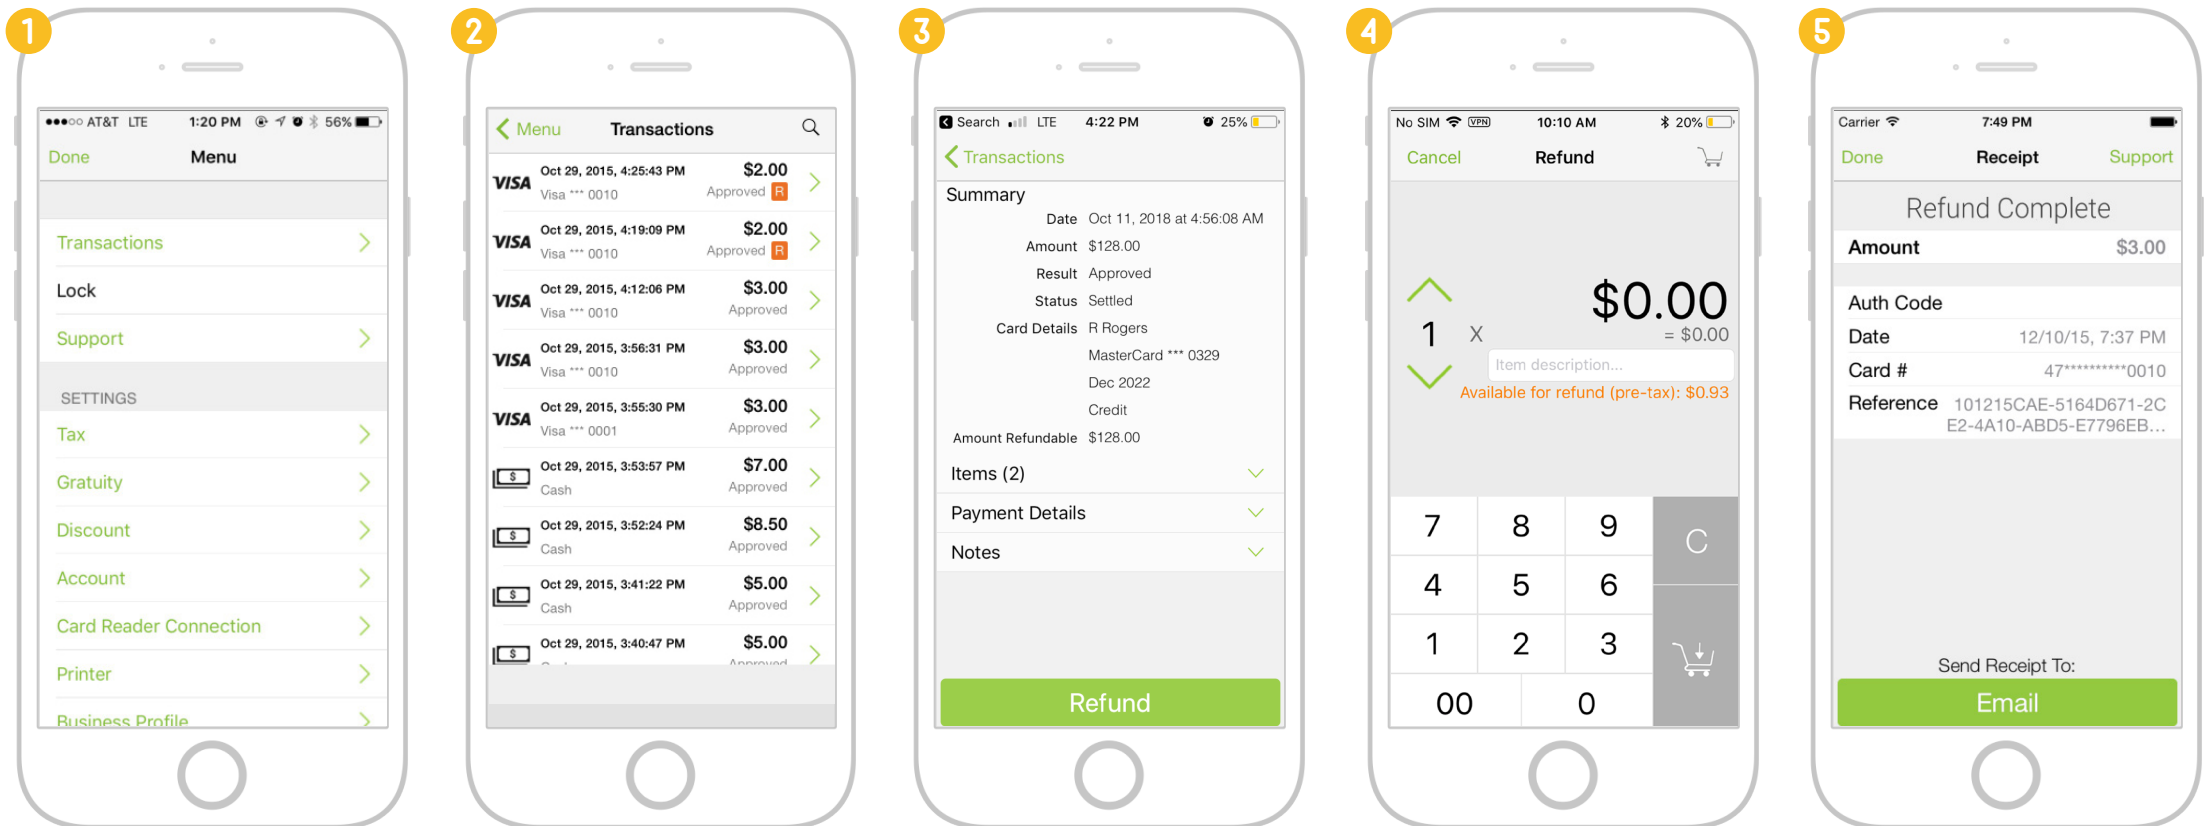 1
●●●○○ AT&T LTE 1:20 PM 56%
Done Menu
Transactions
Lock
Support
SETTINGS
Tax
Gratuity
Discount
Account
Card Reader Connection
Printer
Business Profile
2
Menu Transactions
VISA Oct 29, 2015, 4:25:43 PM $2.00
Visa *** 0010 Approved R
VISA Oct 29, 2015, 4:19:09 PM $2.00
Visa *** 0010 Approved R
VISA Oct 29, 2015, 4:12:06 PM $3.00
Visa *** 0010 Approved
VISA Oct 29, 2015, 3:56:31 PM $3.00
Visa *** 0010 Approved
VISA Oct 29, 2015, 3:55:30 PM $3.00
Visa *** 0001 Approved
$ Oct 29, 2015, 3:53:57 PM $7.00
Cash Approved
$ Oct 29, 2015, 3:52:24 PM $8.50
Cash Approved
$ Oct 29, 2015, 3:41:22 PM $5.00
Cash Approved
$ Oct 29, 2015, 3:40:47 PM $5.00
3
Search LTE 4:22 PM 25%
Transactions
Summary
Date Oct 11, 2018 at 4:56:08 AM
Amount $128.00
Result Approved
Status Settled
Card Details R Rogers
MasterCard *** 0329
Dec 2022
Credit
Amount Refundable $128.00
Items (2)
Payment Details
Notes
Refund
4
No SIM VPN 10:10 AM 20%
Cancel Refund
$0.00
1 X = $0.00
Item description...
Available for refund (pre-tax): $0.93
7 8 9 C
4 5 6
1 2 3
00 0
5
Carrier 7:49 PM
Done Receipt Support
Refund Complete
Amount $3.00
Auth Code
Date 12/10/15, 7:37 PM
Card # 47**********0010
Reference 101215CAE-5164D671-2C
E2-4A10-ABD5-E7796EB...
Send Receipt To:
Email